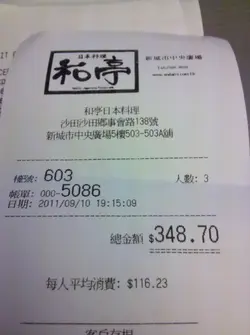 日本料理
和亭
新城市中央廣場
和亭日本料理
沙田沙田鄉事會路138號
新城市中央廣場5樓503-503A舖
檯號: 603
人數: 3
帳單: 000-5086
日期: 2011/09/10 19:15:09
總金額 $348.70
每人平均消費: $116.23